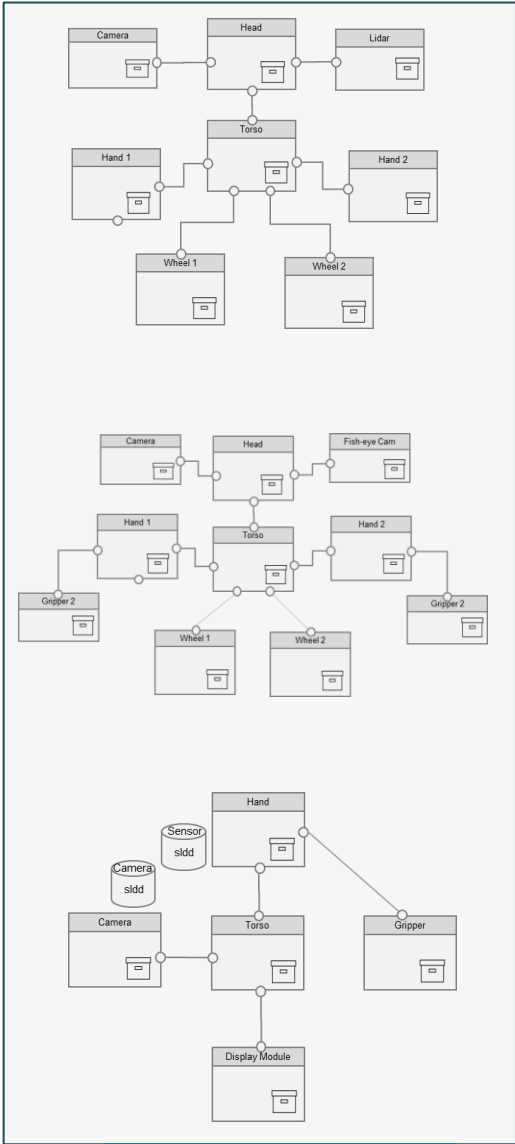 Camera
Head
Lidar
Torso
Hand 1
Hand 2
Wheel 1
Wheel 2
Camera
Head
Fish-eye Cam
Hand 1
Torso
Hand 2
Gripper 2
Gripper 2
Wheel 1
Wheel 2
Hand
Sensor
sldd
Camera
sldd
Camera
Torso
Gripper
Display Module